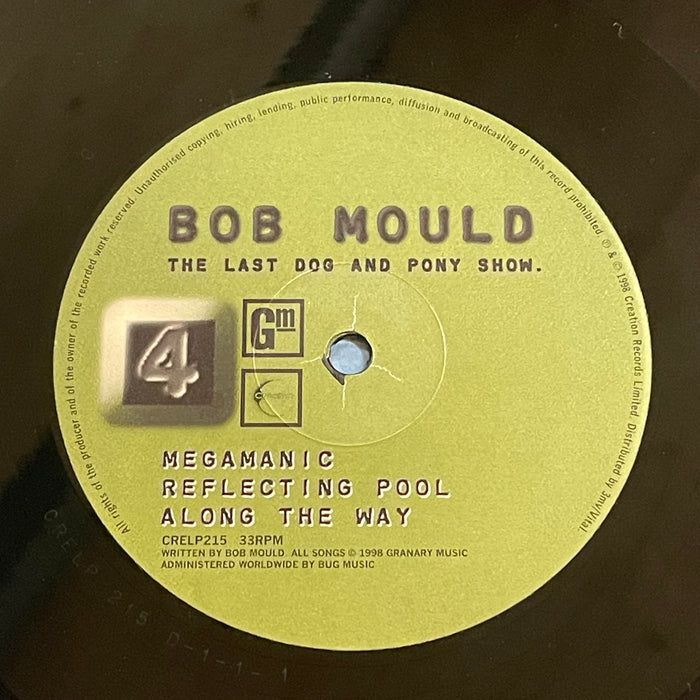 All rights of the producer and of the owner of the recorded work reserved. Unauthorised copying, hiring, lending, public performance, diffusion and broadcasting of this record prohibited. ℗ & © 1998 Creation Records Limited. Distributed by 3mv/Vital.
BOB MOULD
THE LAST DOG AND PONY SHOW.
4
Gm
creation
MEGAMANIC
REFLECTING POOL
ALONG THE WAY
CRELP215 33RPM
WRITTEN BY BOB MOULD. ALL SONGS © 1998 GRANARY MUSIC
ADMINISTERED WORLDWIDE BY BUG MUSIC
CRELP 215 D-1-1-1